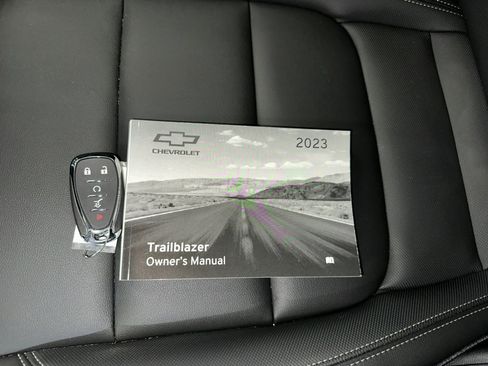 CHEVROLET
2023
Trailblazer
Owner's Manual